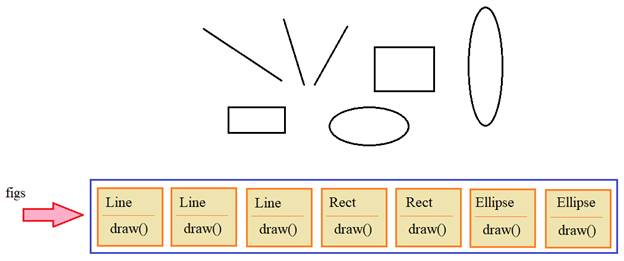 figs
Line Line Line Rect Rect Ellipse Ellipse
draw() draw() draw() draw() draw() draw() draw()